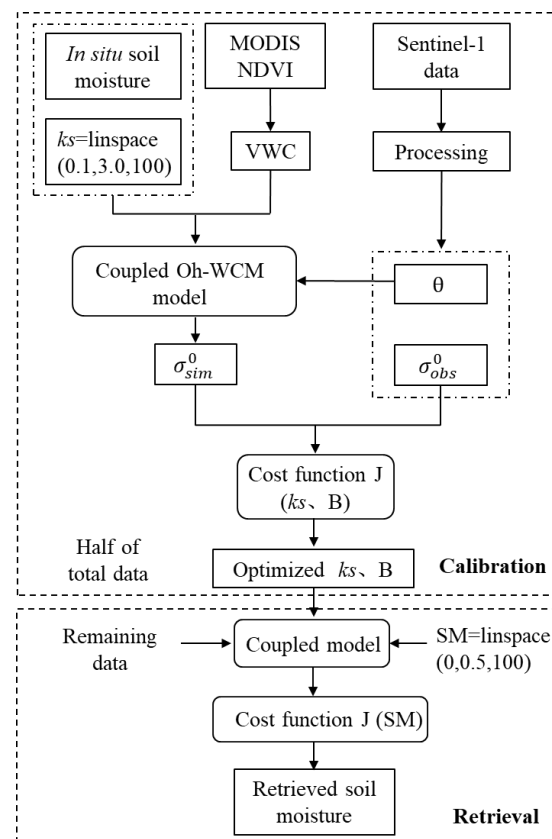 In situ soil
moisture
MODIS
NDVI
Sentinel-1
data
ks=linspace
(0.1,3.0,100)
VWC
Processing
Coupled Oh-WCM
model
θ
σ⁰sim
σ⁰obs
Cost function J
(ks、B)
Half of
total data
Optimized ks、B
Calibration
Remaining
data
Coupled model
SM=linspace
(0,0.5,100)
Cost function J (SM)
Retrieved soil
moisture
Retrieval